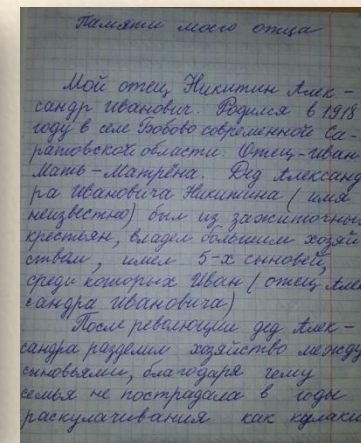 Памяти моего отца
Мой отец Никитин Алек-
сандр Иванович. Родился в 1918
году в сел Бобово современной Са-
ратовской области. Отец-Иван
Мать-Матрёна. Дед Александ
ра Ивановича Никитина (имя
неизвестно) был из зажиточных
крестьян, владел большим хозяй
ством, имел 5-х сыновей,
среди которых Иван (отец Алек
сандра Ивановича)
После революции дед Алек-
сандра разделил хозяйство между
сыновьями, благодаря чему
семья не пострадала в годы
раскулачивания как кулаки